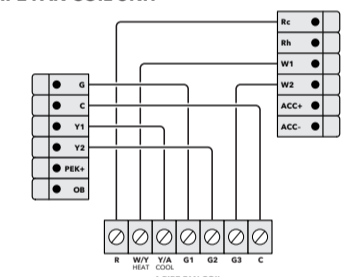 Rc
Rh
W1
W2
ACC+
ACC-
G
C
Y1
Y2
PEK+
OB
R W/Y Y/A G1 G2 G3 C
HEAT COOL